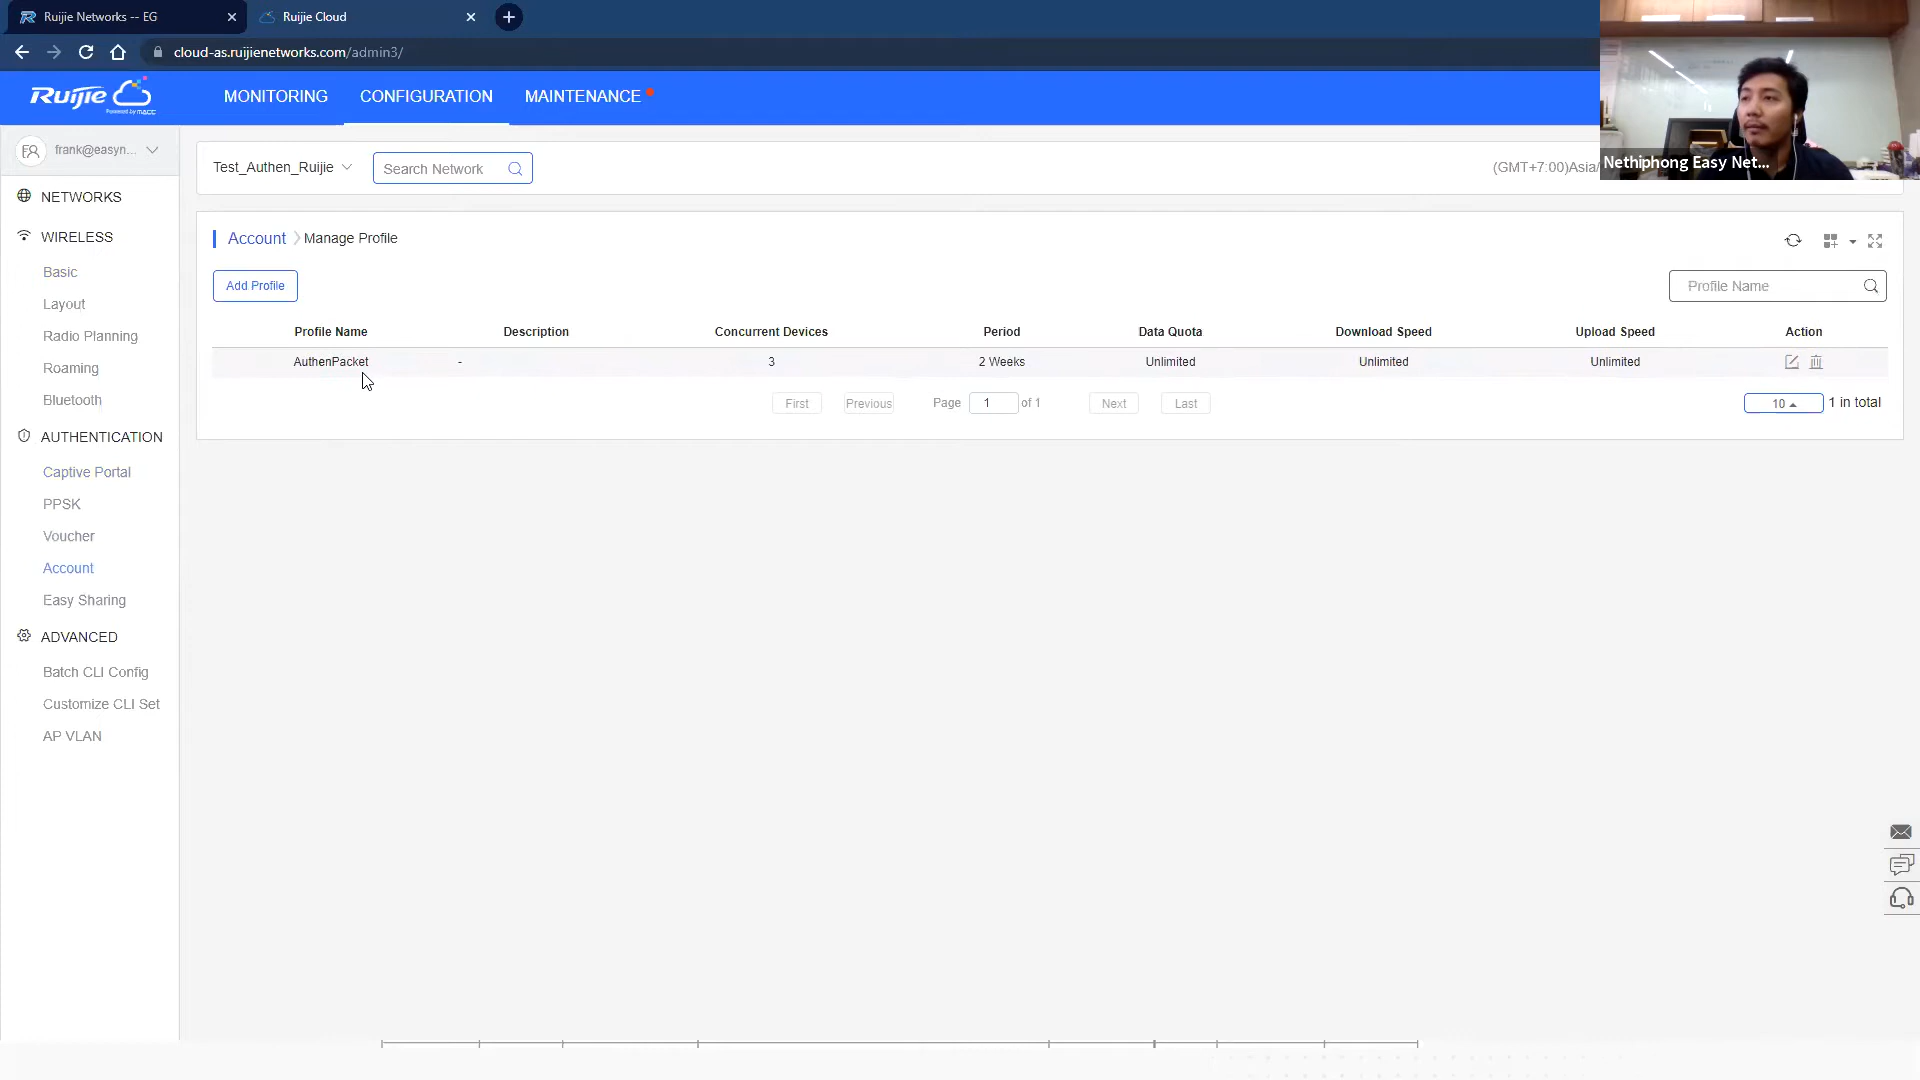 Ruijie Networks -- EG
Ruijie Cloud
cloud-as.ruijienetworks.com/admin3/
Ruijie
Powered by macc
MONITORING
CONFIGURATION
MAINTENANCE
frank@easyn...
Test_Authen_Ruijie
Search Network
(GMT+7:00)Asia/
Nethiphong Easy Net...
NETWORKS
WIRELESS
Basic
Layout
Radio Planning
Roaming
Bluetooth
AUTHENTICATION
Captive Portal
PPSK
Voucher
Account
Easy Sharing
ADVANCED
Batch CLI Config
Customize CLI Set
AP VLAN
Account
Manage Profile
Add Profile
Profile Name
Profile Name Description Concurrent Devices Period Data Quota Download Speed Upload Speed Action
AuthenPacket - 3 2 Weeks Unlimited Unlimited Unlimited
First Previous Page 1 of 1 Next Last 10 1 in total